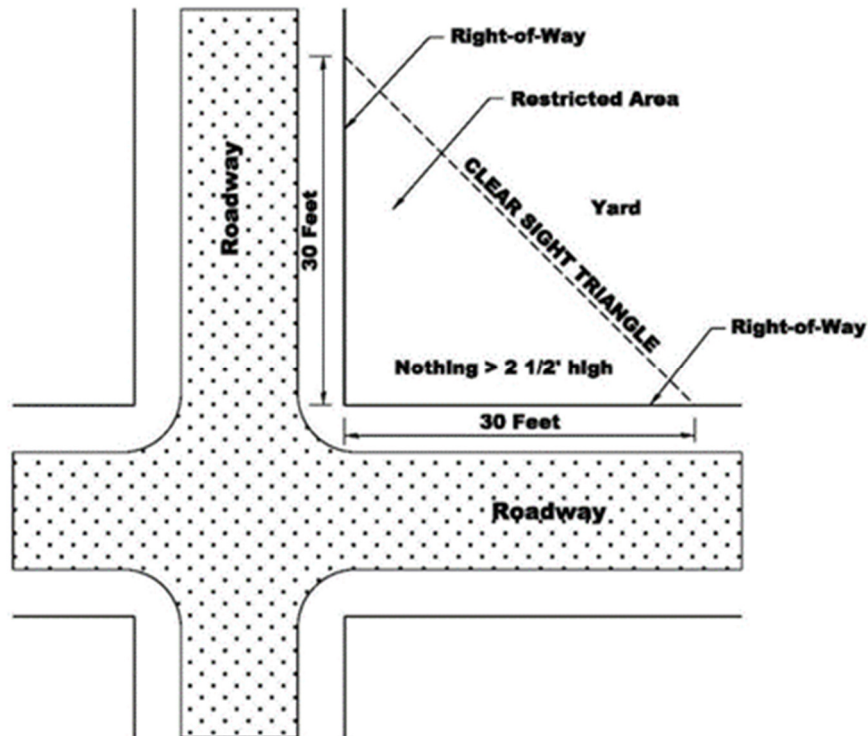 Right-of-Way
Restricted Area
Roadway
30 Feet
CLEAR SIGHT TRIANGLE
Yard
Right-of-Way
Nothing > 2 1/2' high
30 Feet
Roadway